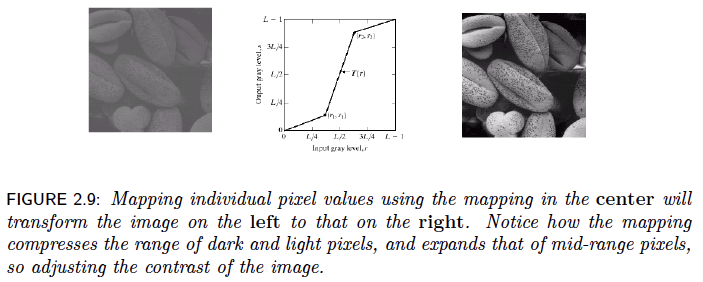 L − 1
(r₂, s₂)
3L/4
Output gray level, s
L/2
T(r)
L/4
(r₁, s₁)
0
0 L/4 L/2 3L/4 L − 1
Input gray level, r
FIGURE 2.9: Mapping individual pixel values using the mapping in the center will
transform the image on the left to that on the right. Notice how the mapping
compresses the range of dark and light pixels, and expands that of mid-range pixels,
so adjusting the contrast of the image.